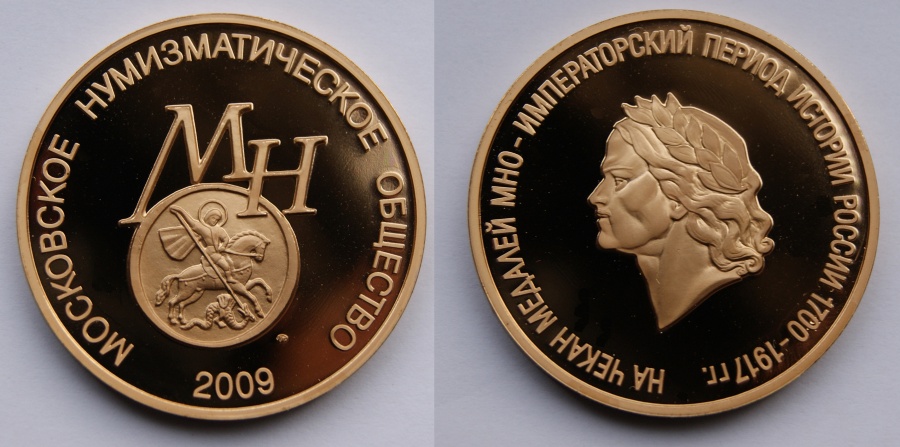 МОСКОВСКОЕ НУМИЗМАТИЧЕСКОЕ ОБЩЕСТВО
МН
2009
НА ЧЕКАН МЕДАЛЕЙ МНО - ИМПЕРАТОРСКИЙ ПЕРИОД ИСТОРИИ РОССИИ 1700 - 1917 гг.